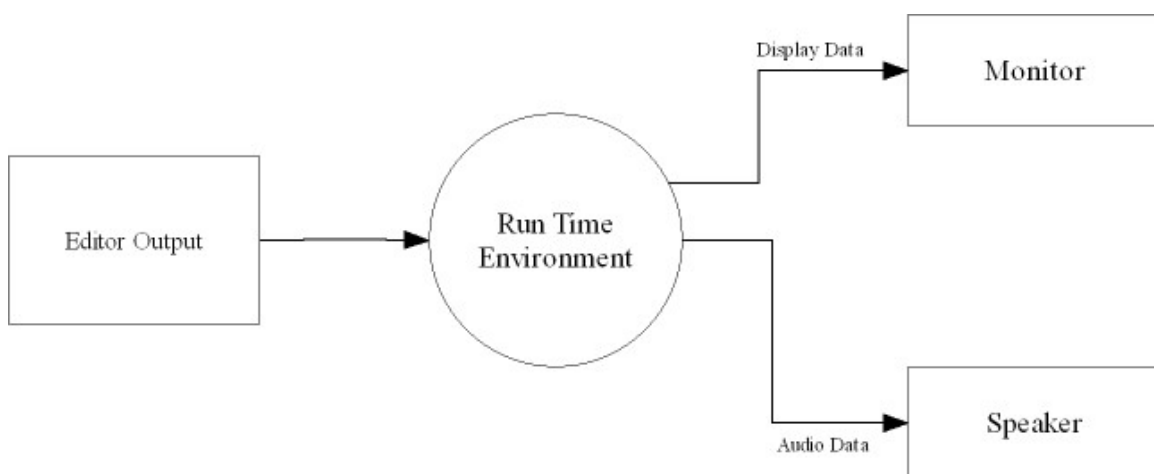 Display Data
Monitor
Editor Output
Run Time
Environment
Speaker
Audio Data